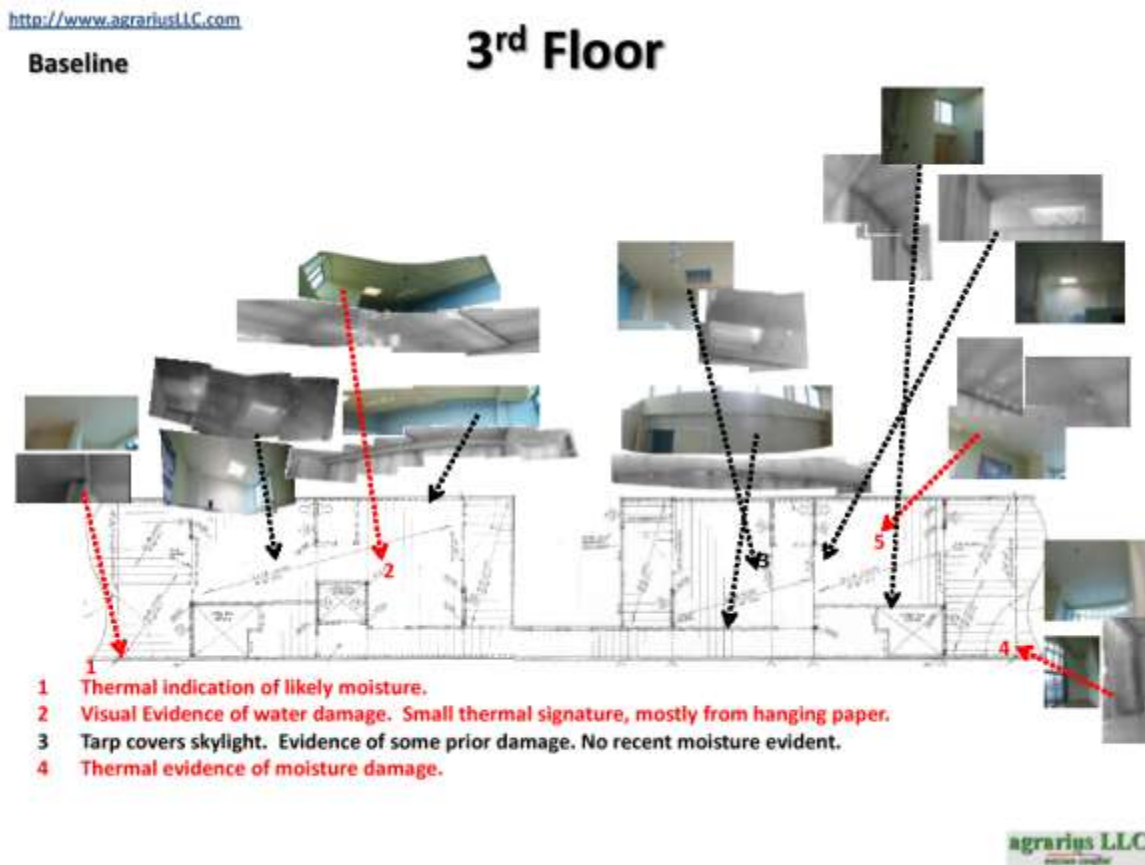 http://www.agrariusLLC.com
3rd Floor
Baseline
5
3
2
4
1
1 Thermal indication of likely moisture.
2 Visual Evidence of water damage. Small thermal signature, mostly from hanging paper.
3 Tarp covers skylight. Evidence of some prior damage. No recent moisture evident.
4 Thermal evidence of moisture damage.
agrarius LLC